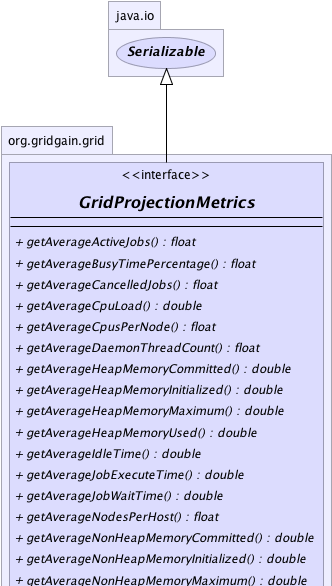 java.io
Serializable
org.gridgain.grid
<<interface>>
GridProjectionMetrics
+ getAverageActiveJobs() : float
+ getAverageBusyTimePercentage() : float
+ getAverageCancelledJobs() : float
+ getAverageCpuLoad() : double
+ getAverageCpusPerNode() : float
+ getAverageDaemonThreadCount() : float
+ getAverageHeapMemoryCommitted() : double
+ getAverageHeapMemoryInitialized() : double
+ getAverageHeapMemoryMaximum() : double
+ getAverageHeapMemoryUsed() : double
+ getAverageIdleTime() : double
+ getAverageJobExecuteTime() : double
+ getAverageJobWaitTime() : double
+ getAverageNodesPerHost() : float
+ getAverageNonHeapMemoryCommitted() : double
+ getAverageNonHeapMemoryInitialized() : double
+ getAverageNonHeapMemoryMaximum() : double